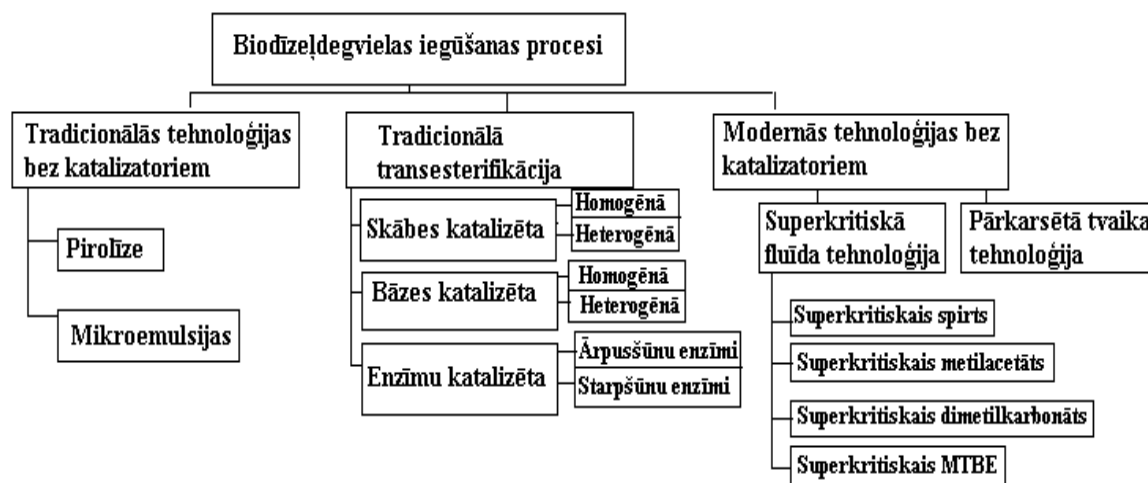 Biodīzeļdegvielas iegūšanas procesi
Tradicionālās tehnoloģijas
bez katalizatoriem
Pirolīze
Mikroemulsijas
Tradicionālā
transesterifikācija
Skābes katalizēta
Homogēnā
Heterogēnā
Bāzes katalizēta
Homogēnā
Heterogēnā
Enzīmu katalizēta
Ārpusšūnu enzīmi
Starpšūnu enzīmi
Modernās tehnoloģijas bez
katalizatoriem
Superkritiskā
fluīda tehnoloģija
Pārkarsētā tvaika
tehnoloģija
Superkritiskais spirts
Superkritiskais metilacetāts
Superkritiskais dimetilkarbonāts
Superkritiskais MTBE